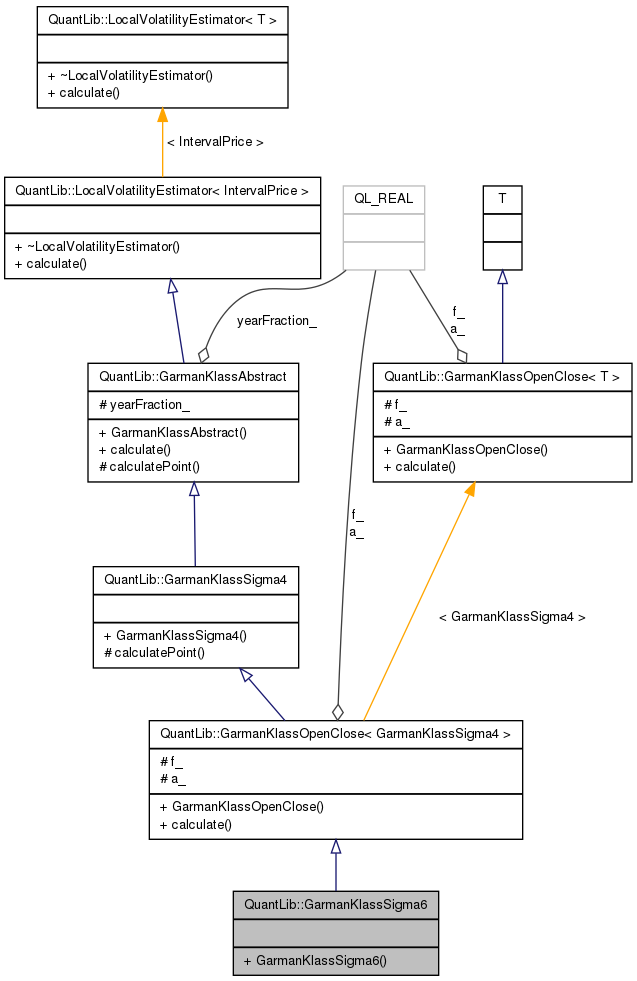 QuantLib::LocalVolatilityEstimator< T >
+ ~LocalVolatilityEstimator()
+ calculate()
< IntervalPrice >
QuantLib::LocalVolatilityEstimator< IntervalPrice >
+ ~LocalVolatilityEstimator()
+ calculate()
QL_REAL
T
yearFraction_
f_
a_
QuantLib::GarmanKlassAbstract
# yearFraction_
+ GarmanKlassAbstract()
+ calculate()
# calculatePoint()
QuantLib::GarmanKlassOpenClose< T >
# f_
# a_
+ GarmanKlassOpenClose()
+ calculate()
f_
a_
QuantLib::GarmanKlassSigma4
+ GarmanKlassSigma4()
# calculatePoint()
< GarmanKlassSigma4 >
QuantLib::GarmanKlassOpenClose< GarmanKlassSigma4 >
# f_
# a_
+ GarmanKlassOpenClose()
+ calculate()
QuantLib::GarmanKlassSigma6
+ GarmanKlassSigma6()